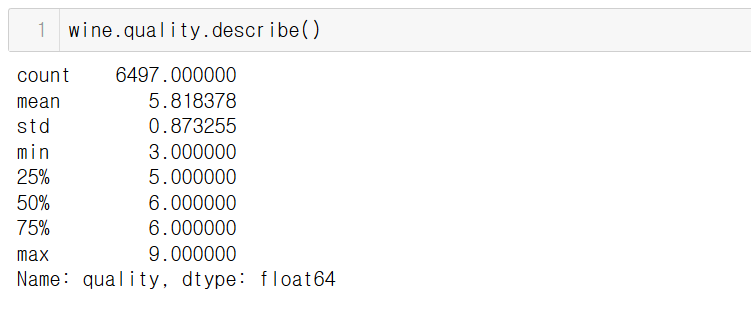 1 wine.quality.describe()
count 6497.000000
mean 5.818378
std 0.873255
min 3.000000
25% 5.000000
50% 6.000000
75% 6.000000
max 9.000000
Name: quality, dtype: float64